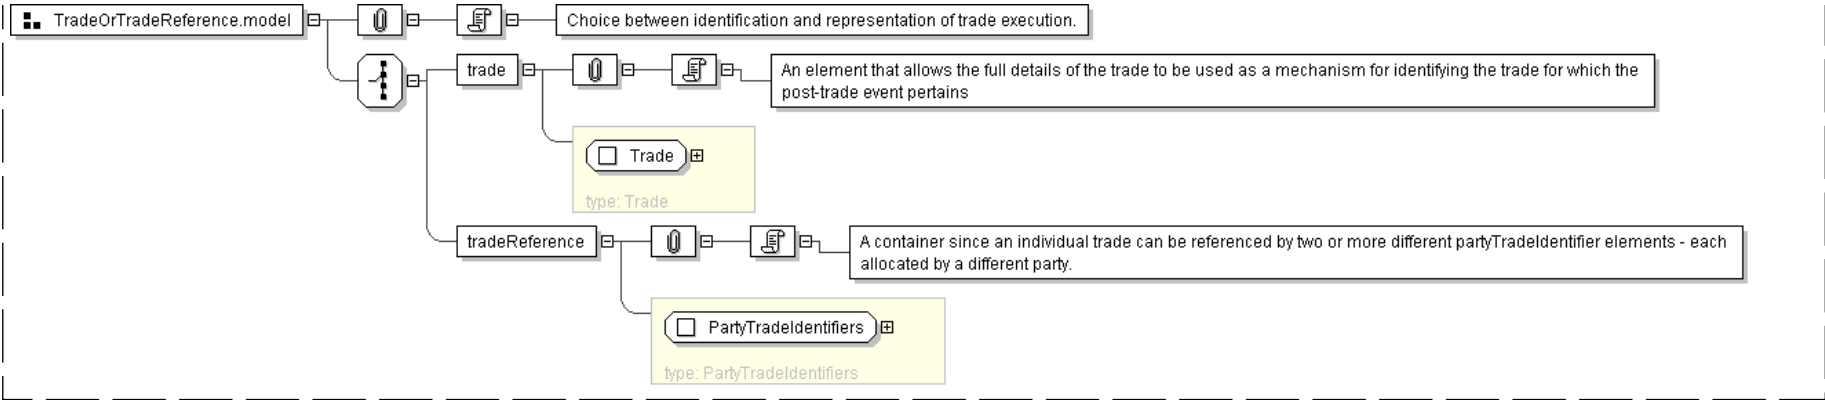 TradeOrTradeReference.model
Choice between identification and representation of trade execution.
trade
An element that allows the full details of the trade to be used as a mechanism for identifying the trade for which the
post-trade event pertains
Trade
type: Trade
tradeReference
A container since an individual trade can be referenced by two or more different partyTradeIdentifier elements - each
allocated by a different party.
PartyTradeIdentifiers
type: PartyTradeIdentifiers